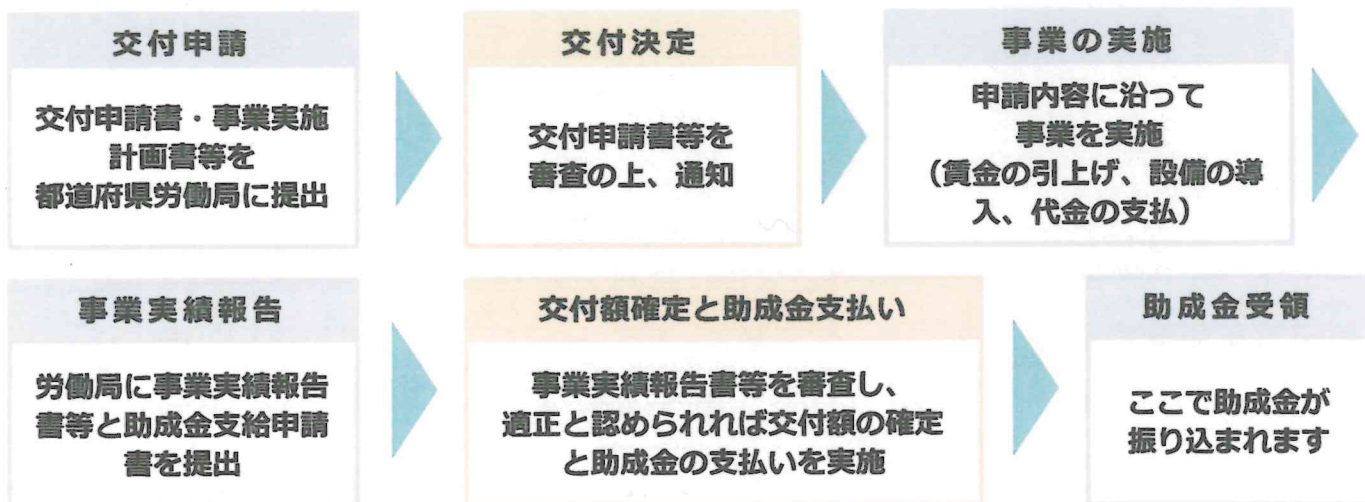 交付申請
交付申請書・事業実施
計画書等を
都道府県労働局に提出
交付決定
交付申請書等を
審査の上、通知
事業の実施
申請内容に沿って
事業を実施
（賃金の引上げ、設備の導
入、代金の支払）
事業実績報告
労働局に事業実績報告
書等と助成金支給申請
書を提出
交付額確定と助成金支払い
事業実績報告書等を審査し、
適正と認められれば交付額の確定
と助成金の支払いを実施
助成金受領
ここで助成金が
振り込まれます